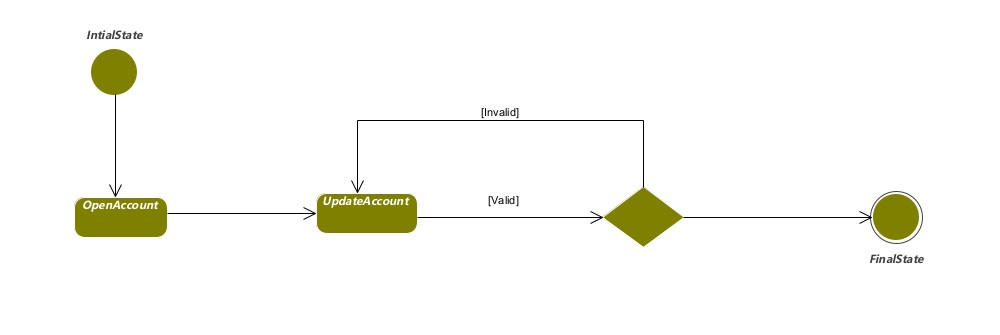 IntialState
[Invalid]
OpenAccount
UpdateAccount
[Valid]
FinalState